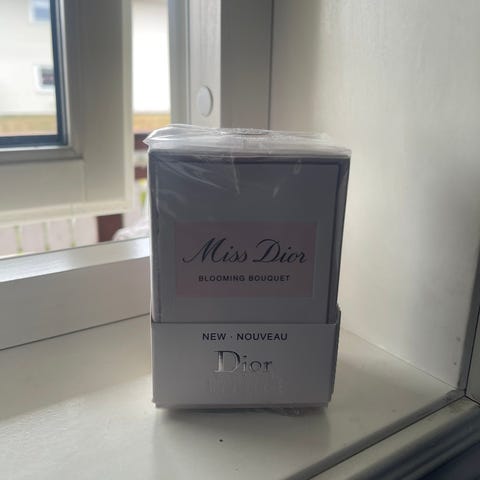 Miss Dior
BLOOMING BOUQUET
NEW · NOUVEAU
Dior